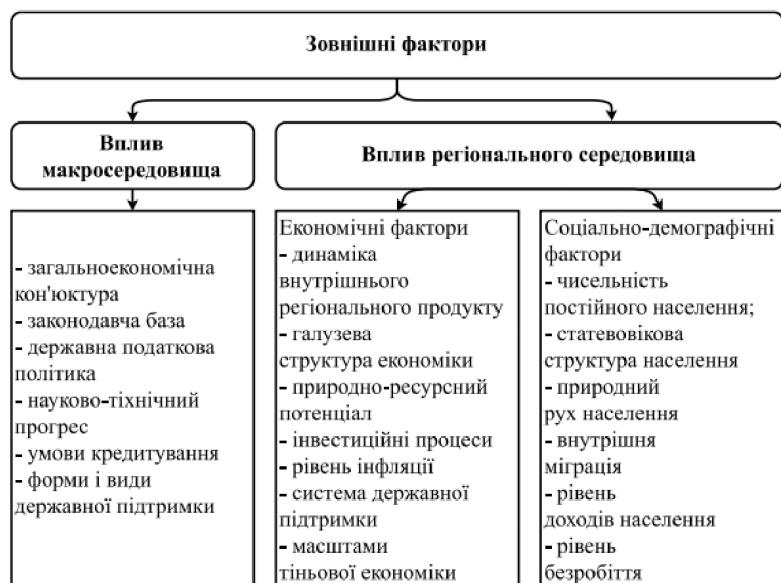 Зовнішні фактори
Вплив
макросередовища
Вплив регіонального середовища
- загальноекономічна
кон'юктура
- законодавча база
- державна податкова
політика
- науково-тіхнічний
прогрес
- умови кредитування
- форми і види
державної підтримки
Економічні фактори
- динаміка
внутрішнього
регіонального продукту
- галузева
структура економіки
- природно-ресурсний
потенціал
- інвестиційні процеси
- рівень інфляції
- система державної
підтримки
- масштами
тіньової економіки
Соціально-демографічні
фактори
- чисельність
постійного населення;
- статевовікова
структура населення
- природний
рух населення
- внутрішня
міграція
- рівень
доходів населення
- рівень
безробіття